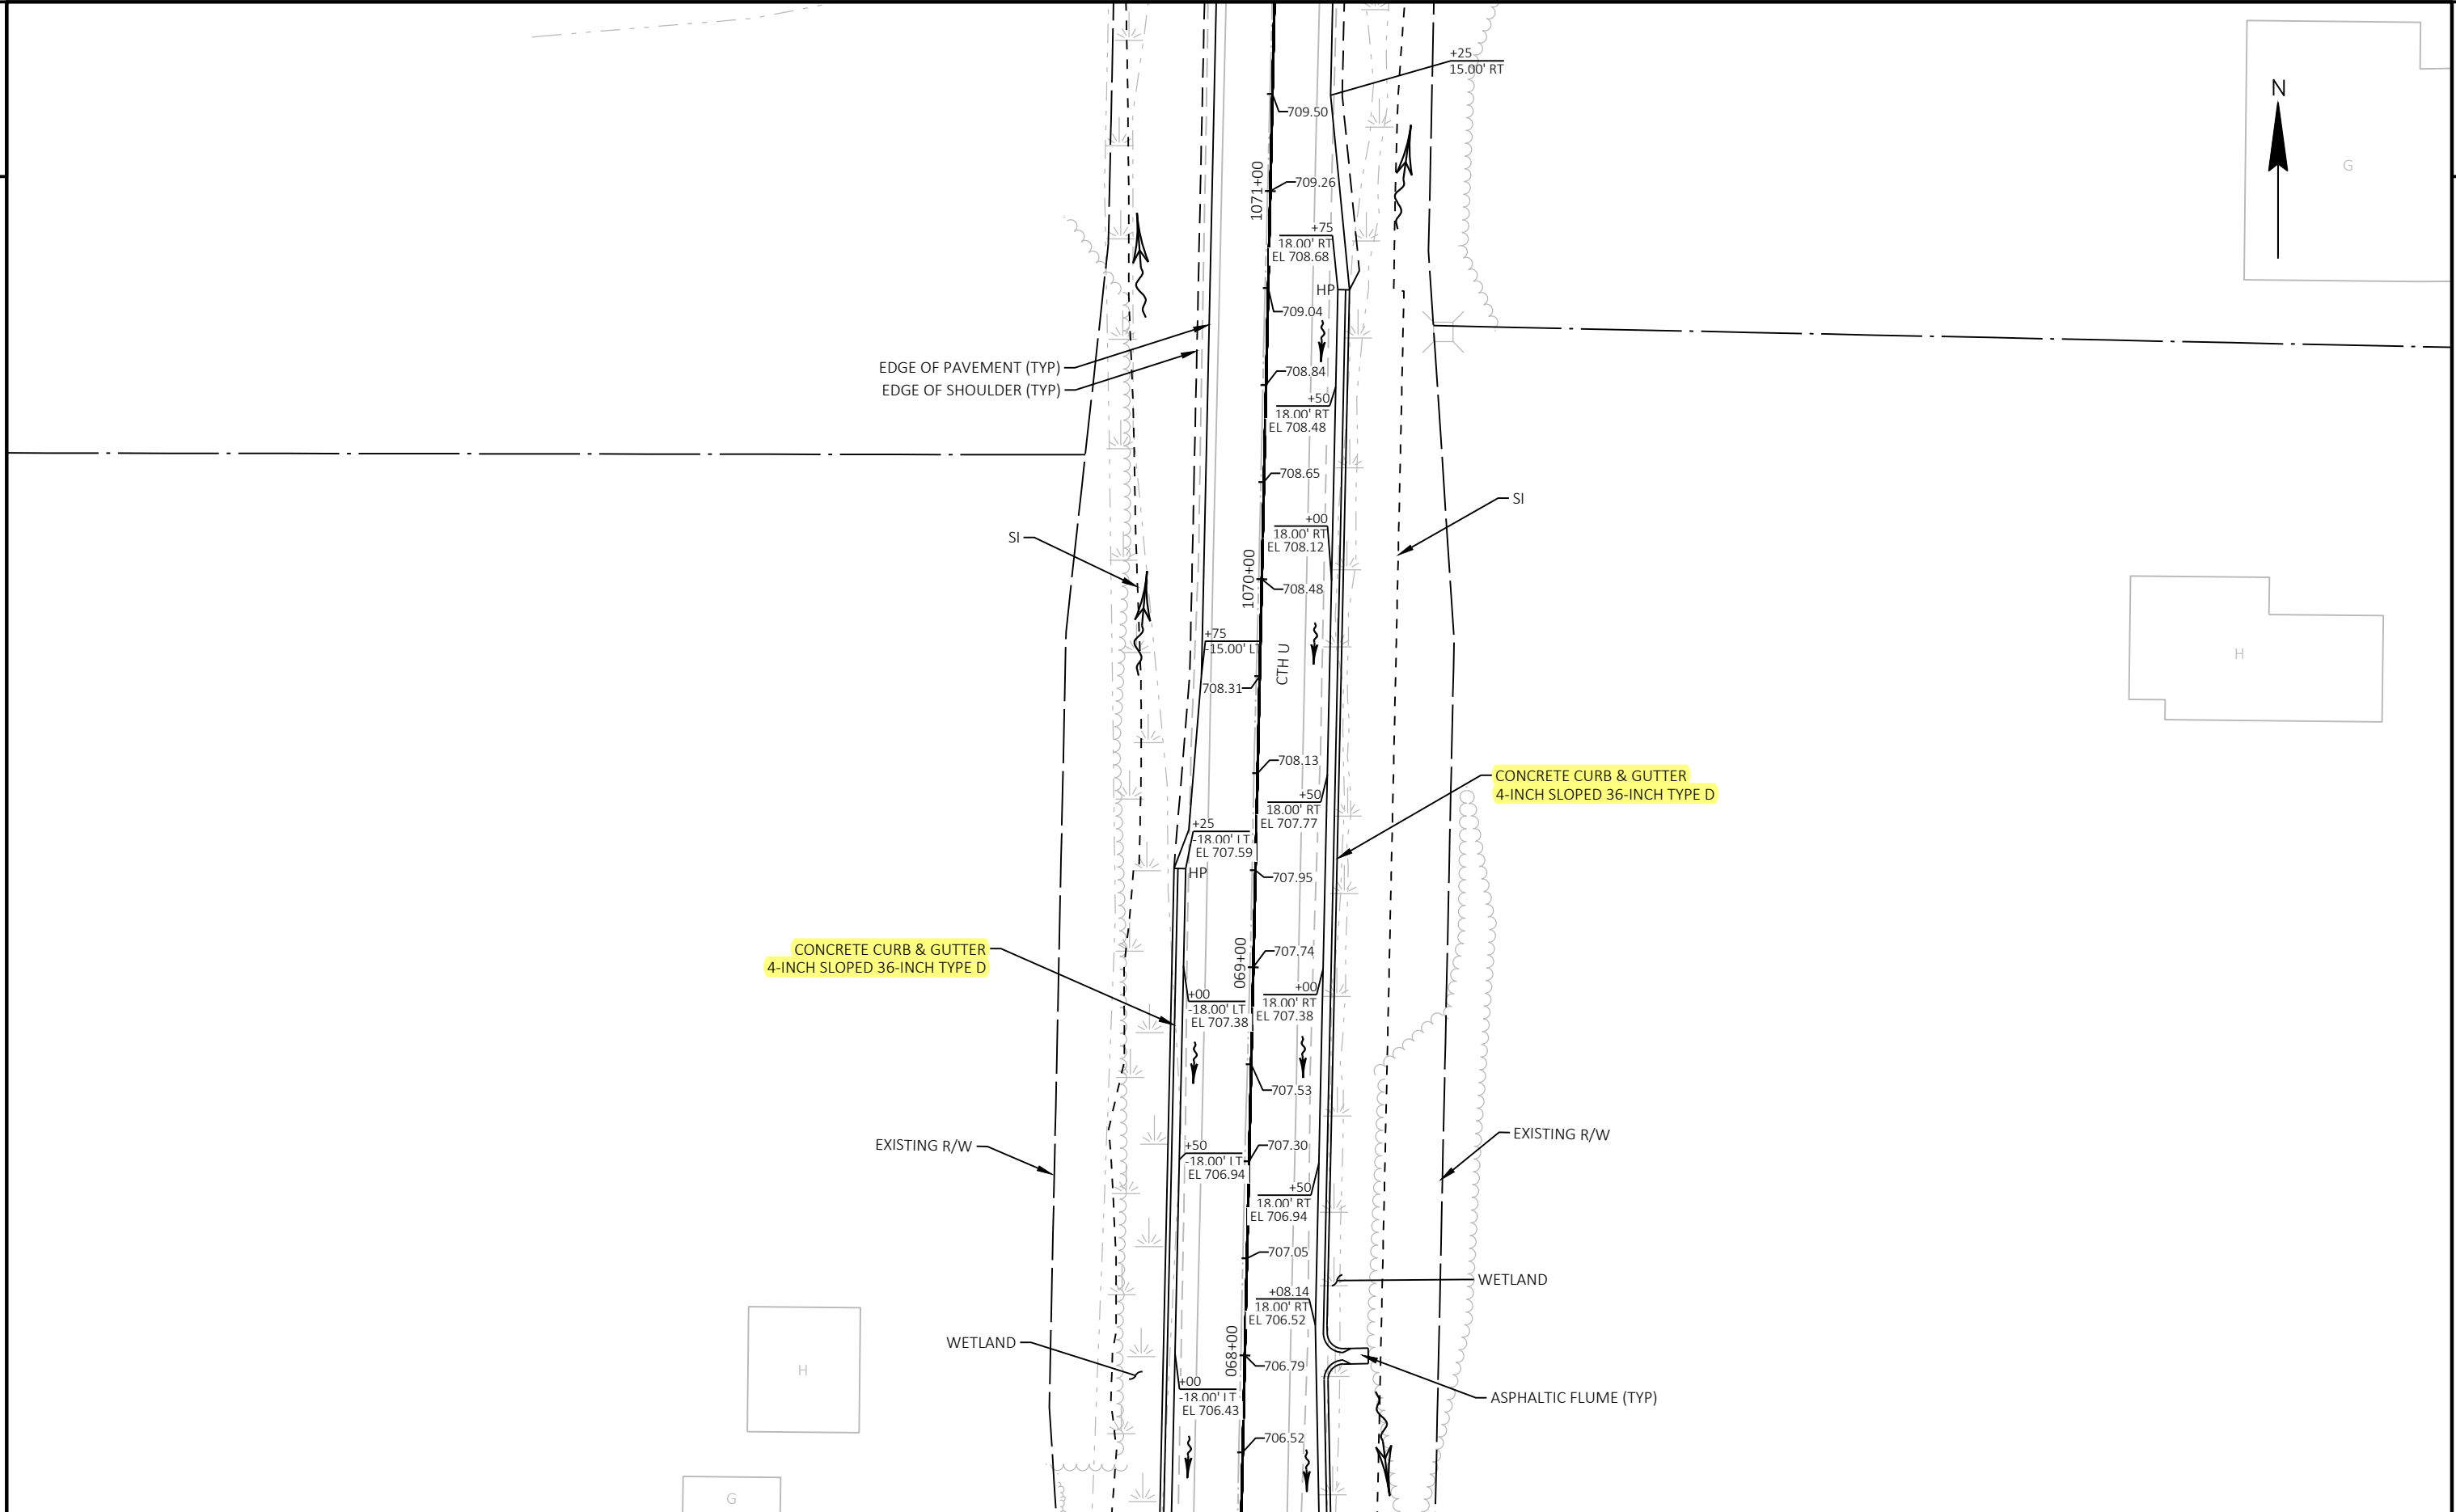 +25
15.00' RT
N
709.50
G
1071+00
709.26
+75
18.00' RT
EL 708.68
HP
709.04
EDGE OF PAVEMENT (TYP)
EDGE OF SHOULDER (TYP)
708.84
+50
18.00' RT
EL 708.48
708.65
SI
+00
18.00' RT
EL 708.12
SI
1070+00
708.48
+75
-15.00' LT
CTH U
H
708.31
708.13
CONCRETE CURB & GUTTER
4-INCH SLOPED 36-INCH TYPE D
+50
18.00' RT
EL 707.77
+25
-18.00' LT
EL 707.59
HP
707.95
CONCRETE CURB & GUTTER
4-INCH SLOPED 36-INCH TYPE D
069+00
707.74
+00
-18.00' LT
EL 707.38
+00
18.00' RT
EL 707.38
707.53
EXISTING R/W
EXISTING R/W
+50
-18.00' LT
EL 706.94
707.30
+50
18.00' RT
EL 706.94
707.05
WETLAND
+08.14
18.00' RT
EL 706.52
WETLAND
068+00
706.79
H
+00
-18.00' LT
EL 706.43
ASPHALTIC FLUME (TYP)
706.52
G